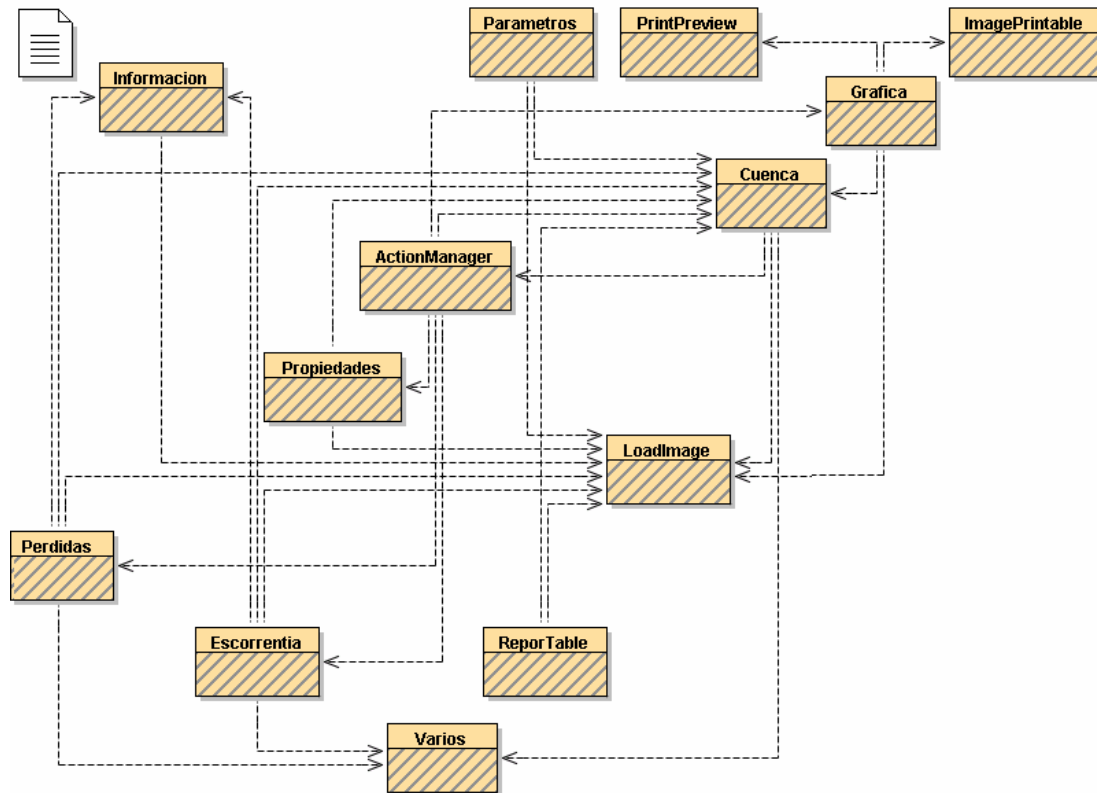 Parametros
PrintPreview
ImagePrintable
Informacion
Grafica
Cuenca
ActionManager
Propiedades
LoadImage
Perdidas
Escorrentia
ReporTable
Varios